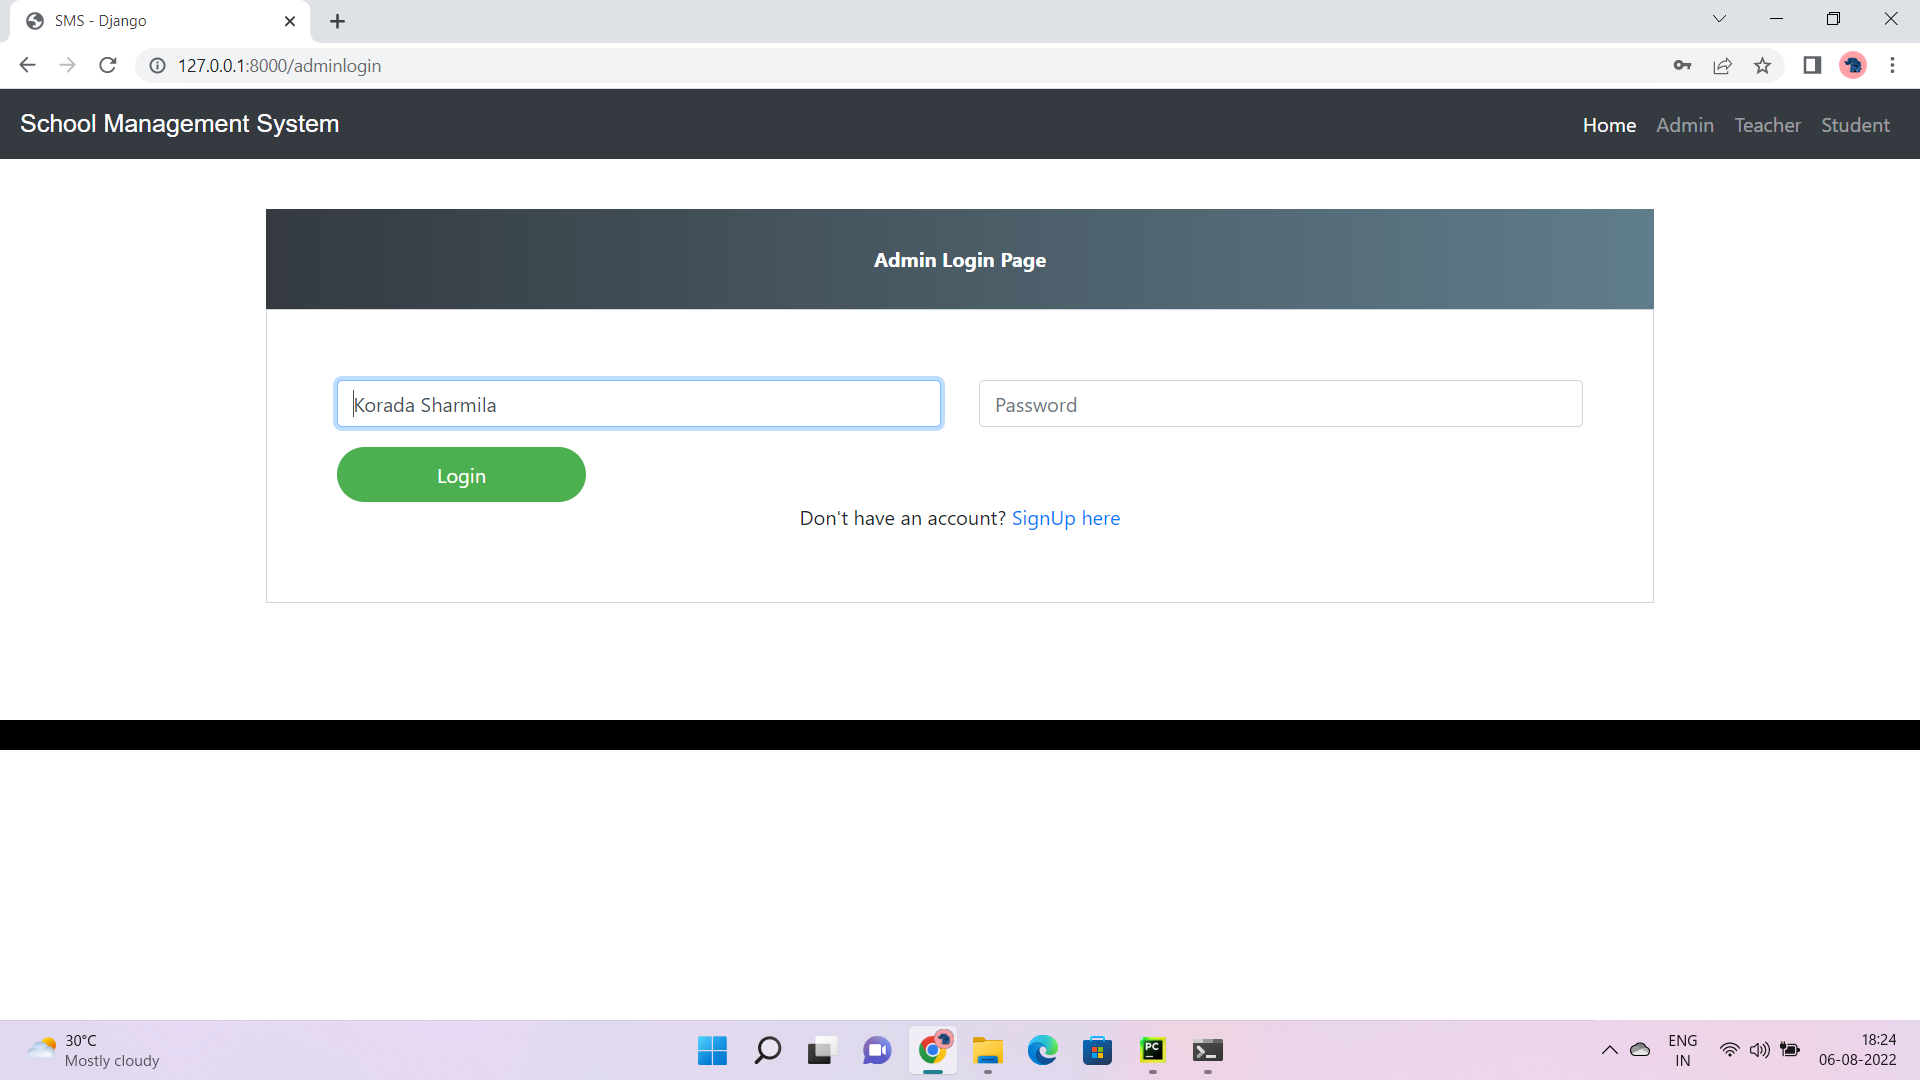 SMS - Django
127.0.0.1:8000/adminlogin
School Management System
Home Admin Teacher Student
Admin Login Page
Korada Sharmila
Password
Login
Don't have an account? SignUp here
30°C
Mostly cloudy
PC
ENG
IN
18:24
06-08-2022